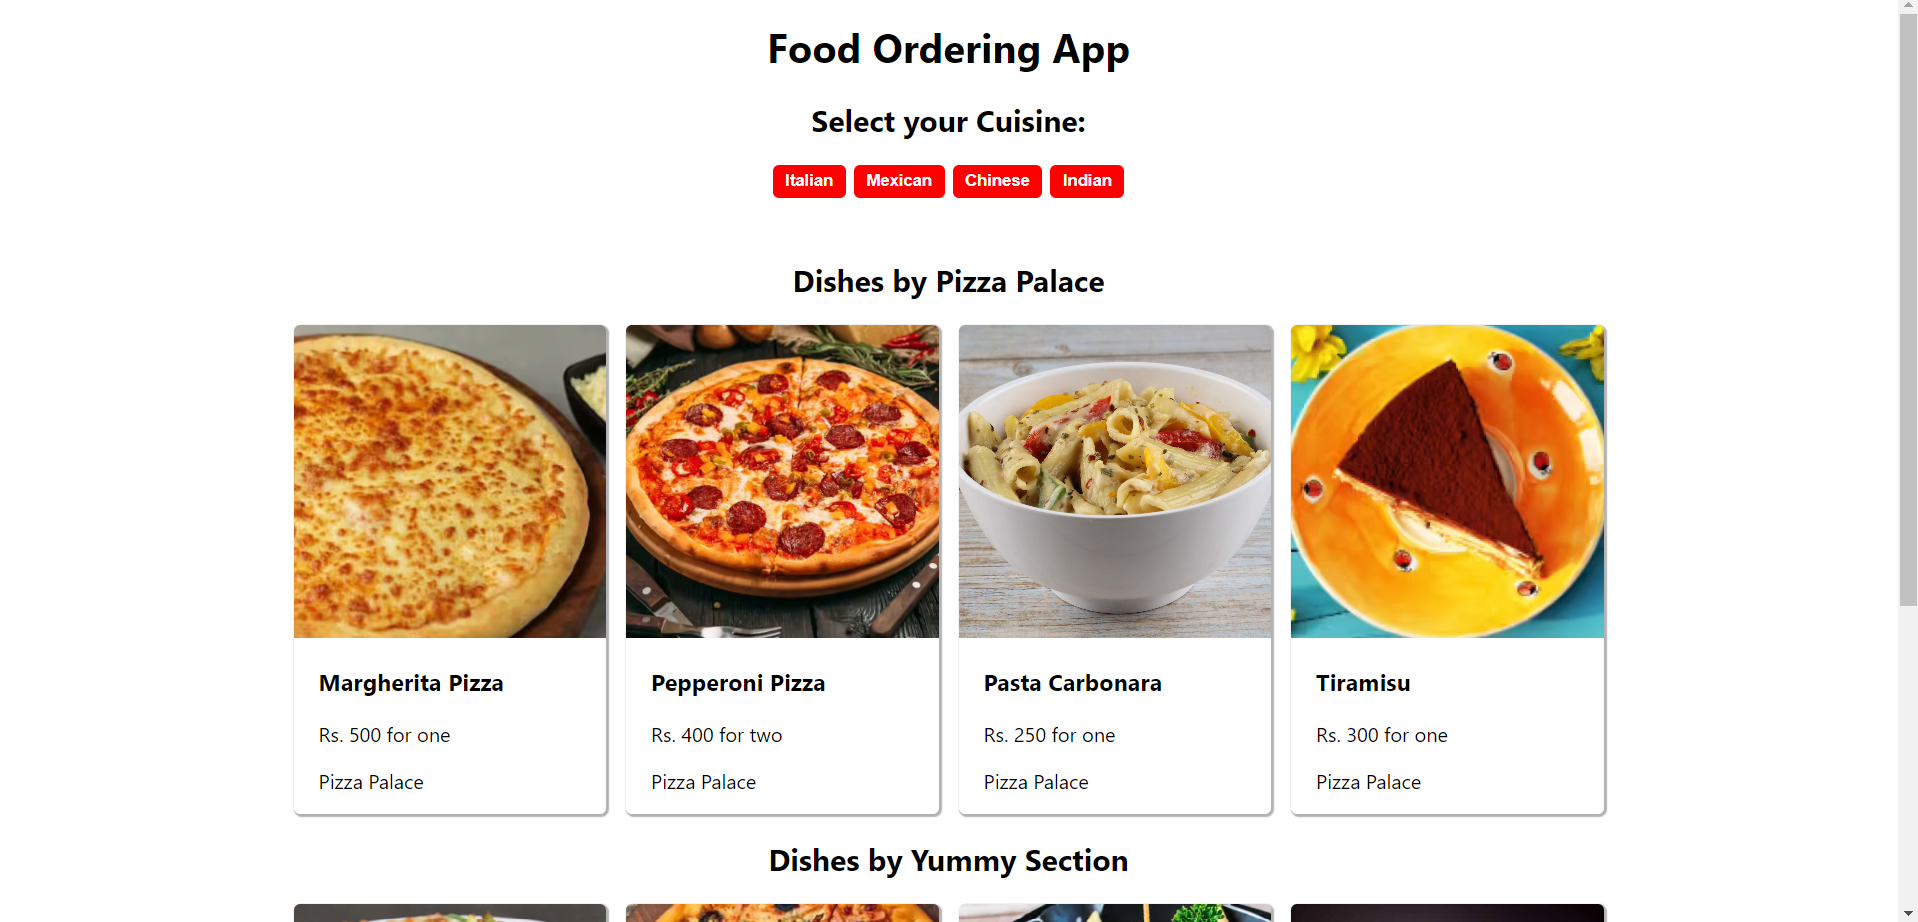 Food Ordering App
Select your Cuisine:
Italian Mexican Chinese Indian
Dishes by Pizza Palace
Margherita Pizza
Rs. 500 for one
Pizza Palace
Pepperoni Pizza
Rs. 400 for two
Pizza Palace
Pasta Carbonara
Rs. 250 for one
Pizza Palace
Tiramisu
Rs. 300 for one
Pizza Palace
Dishes by Yummy Section